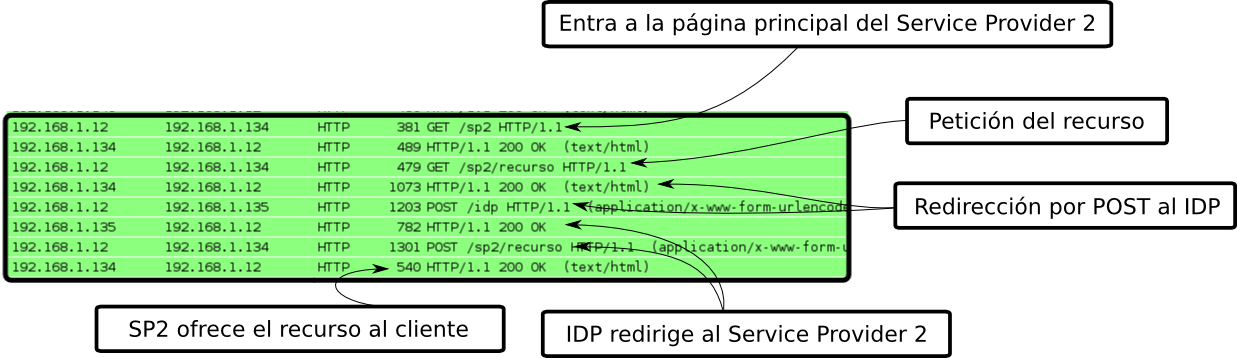 Entra a la página principal del Service Provider 2
Petición del recurso
192.168.1.12 192.168.1.134 HTTP 381 GET /sp2 HTTP/1.1
192.168.1.134 192.168.1.12 HTTP 489 HTTP/1.1 200 OK (text/html)
192.168.1.12 192.168.1.134 HTTP 479 GET /sp2/recurso HTTP/1.1
192.168.1.134 192.168.1.12 HTTP 1073 HTTP/1.1 200 OK (text/html)
192.168.1.12 192.168.1.135 HTTP 1203 POST /idp HTTP/1.1 (application/x-www-form-urlencode
192.168.1.135 192.168.1.12 HTTP 782 HTTP/1.1 200 OK
192.168.1.12 192.168.1.134 HTTP 1301 POST /sp2/recurso HTTP/1.1 (application/x-www-form-u
192.168.1.134 192.168.1.12 HTTP 540 HTTP/1.1 200 OK (text/html)
Redirección por POST al IDP
SP2 ofrece el recurso al cliente
IDP redirige al Service Provider 2